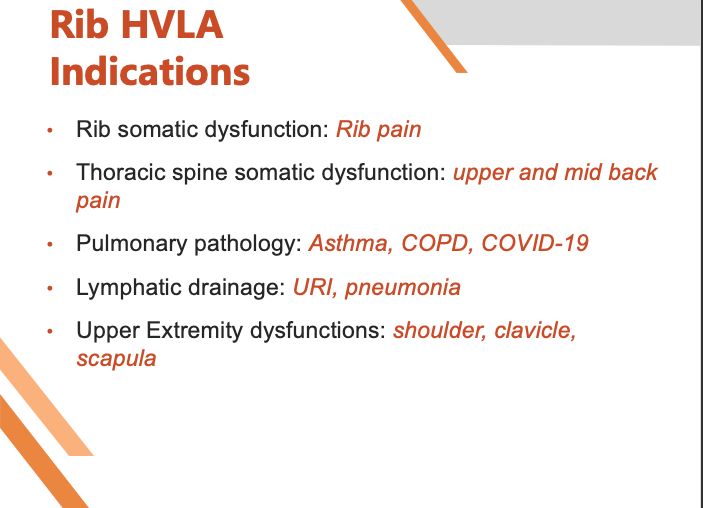 Rib HVLA
Indications
• Rib somatic dysfunction: Rib pain
• Thoracic spine somatic dysfunction: upper and mid back
pain
• Pulmonary pathology: Asthma, COPD, COVID-19
• Lymphatic drainage: URI, pneumonia
• Upper Extremity dysfunctions: shoulder, clavicle,
scapula